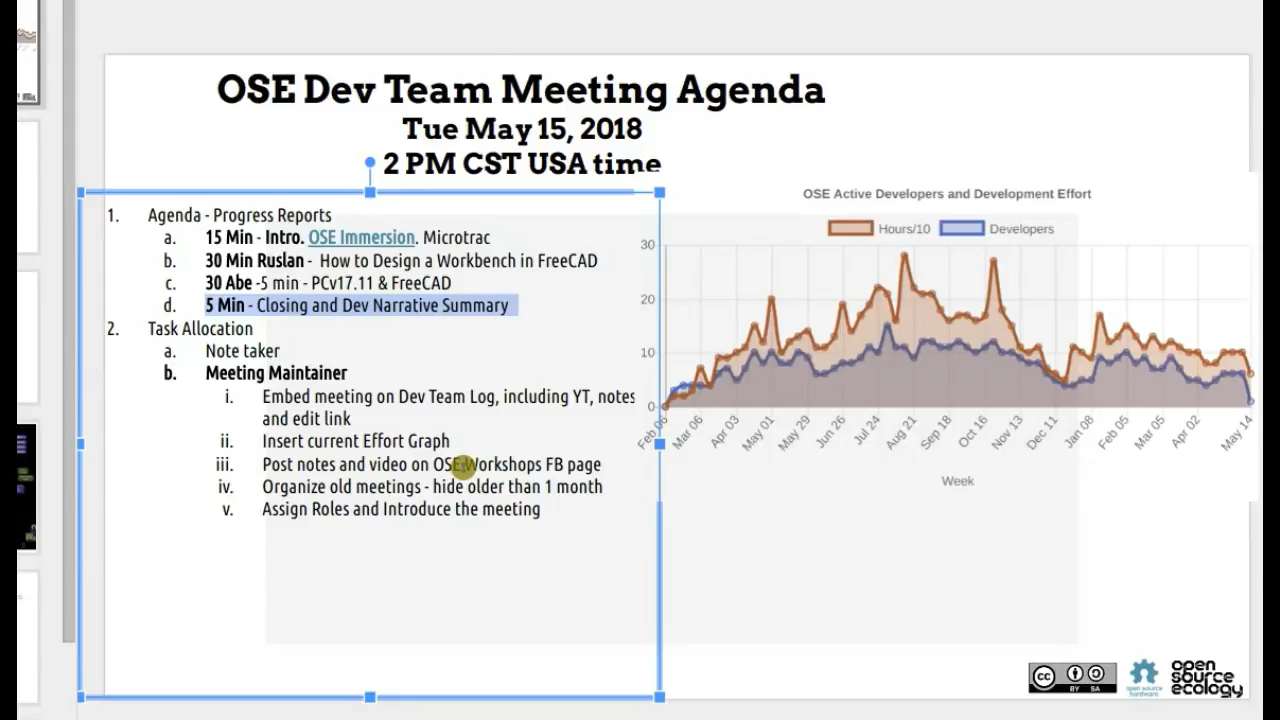 OSE Dev Team Meeting Agenda
Tue May 15, 2018
2 PM CST USA time
1. Agenda - Progress Reports
a. 15 Min - Intro. OSE Immersion. Microtrac
b. 30 Min Ruslan - How to Design a Workbench in FreeCAD
c. 30 Abe -5 min - PCv17.11 & FreeCAD
d. 5 Min - Closing and Dev Narrative Summary
2. Task Allocation
a. Note taker
b. Meeting Maintainer
i. Embed meeting on Dev Team Log, including YT, notes
and edit link
ii. Insert current Effort Graph
iii. Post notes and video on OSE Workshops FB page
iv. Organize old meetings - hide older than 1 month
v. Assign Roles and Introduce the meeting
OSE Active Developers and Development Effort
Hours/10 Developers
30
20
10
0
Feb 06 Mar 06 Apr 03 May 01 May 29 Jun 26 Jul 24 Aug 21 Sep 18 Oct 16 Nov 13 Dec 11 Jan 08 Feb 05 Mar 05 Apr 02 May 14
Week
cc BY SA
open source hardware
open source ecology